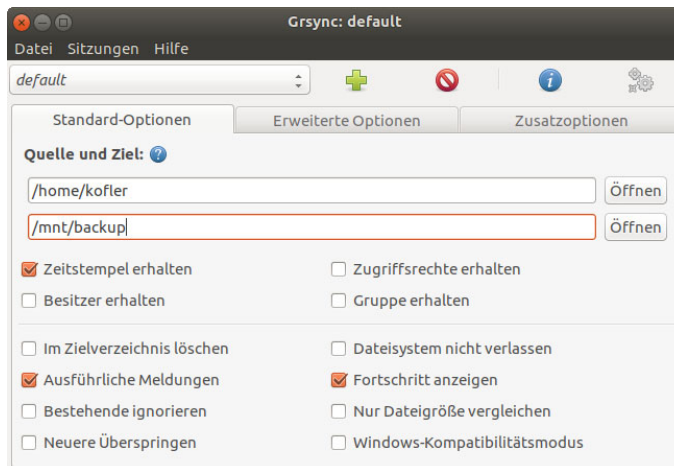 Grsync: default
Datei Sitzungen Hilfe
default
Standard-Optionen Erweiterte Optionen Zusatzoptionen
Quelle und Ziel:
/home/kofler Öffnen
/mnt/backup Öffnen
Zeitstempel erhalten Zugriffsrechte erhalten
Besitzer erhalten Gruppe erhalten
Im Zielverzeichnis löschen Dateisystem nicht verlassen
Ausführliche Meldungen Fortschritt anzeigen
Bestehende ignorieren Nur Dateigröße vergleichen
Neuere Überspringen Windows-Kompatibilitätsmodus